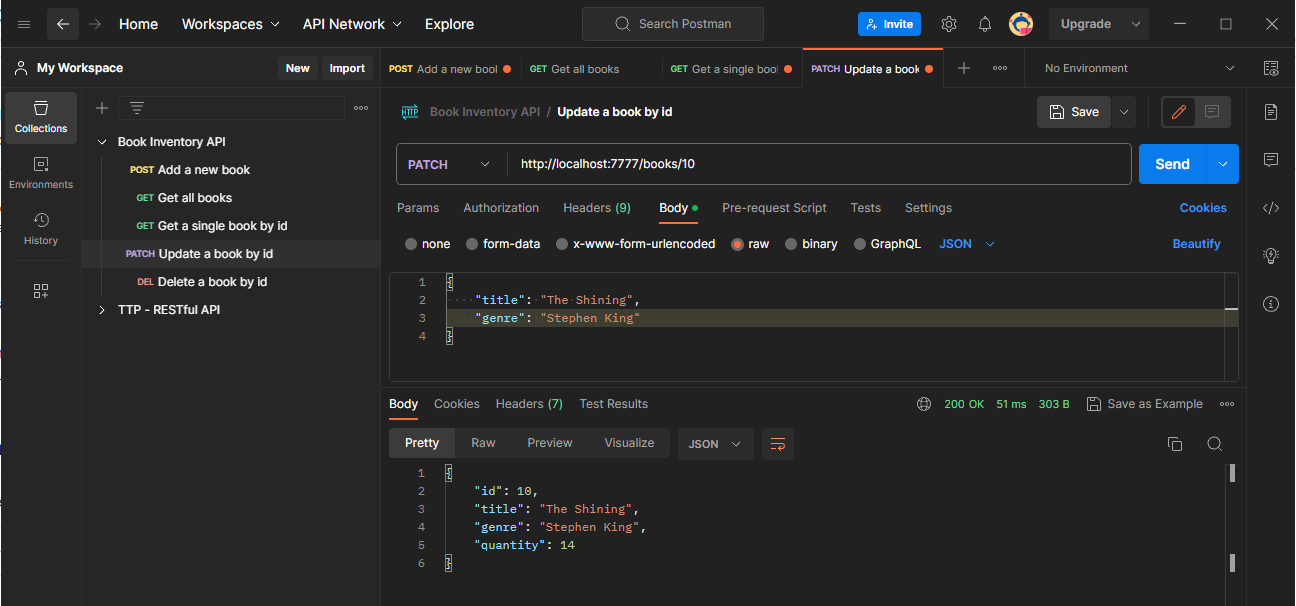 Home Workspaces API Network Explore Search Postman Invite Upgrade
My Workspace New Import
POST Add a new bool GET Get all books GET Get a single bool PATCH Update a book No Environment
Collections
Environments
History
Book Inventory API
POST Add a new book
GET Get all books
GET Get a single book by id
PATCH Update a book by id
DEL Delete a book by id
TTP - RESTful API
HTTP Book Inventory API / Update a book by id Save
PATCH http://localhost:7777/books/10 Send
Params Authorization Headers (9) Body Pre-request Script Tests Settings Cookies
none form-data x-www-form-urlencoded raw binary GraphQL JSON Beautify
1 {
2 "title": "The Shining",
3 "genre": "Stephen King"
4 }
Body Cookies Headers (7) Test Results 200 OK 51 ms 303 B Save as Example
Pretty Raw Preview Visualize JSON
1 {
2 "id": 10,
3 "title": "The Shining",
4 "genre": "Stephen King",
5 "quantity": 14
6 }